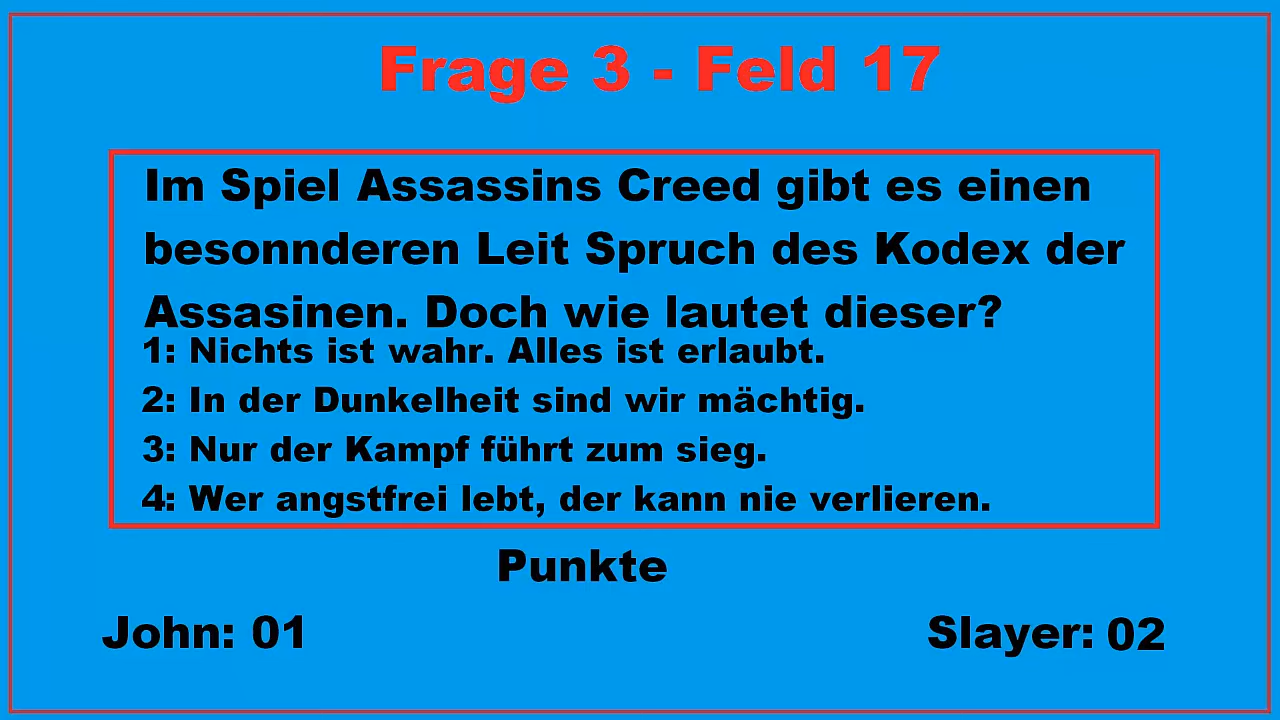 Frage 3 - Feld 17
Im Spiel Assassins Creed gibt es einen
besonnderen Leit Spruch des Kodex der
Assasinen. Doch wie lautet dieser?
1: Nichts ist wahr. Alles ist erlaubt.
2: In der Dunkelheit sind wir mächtig.
3: Nur der Kampf führt zum sieg.
4: Wer angstfrei lebt, der kann nie verlieren.
Punkte
John: 01
Slayer: 02